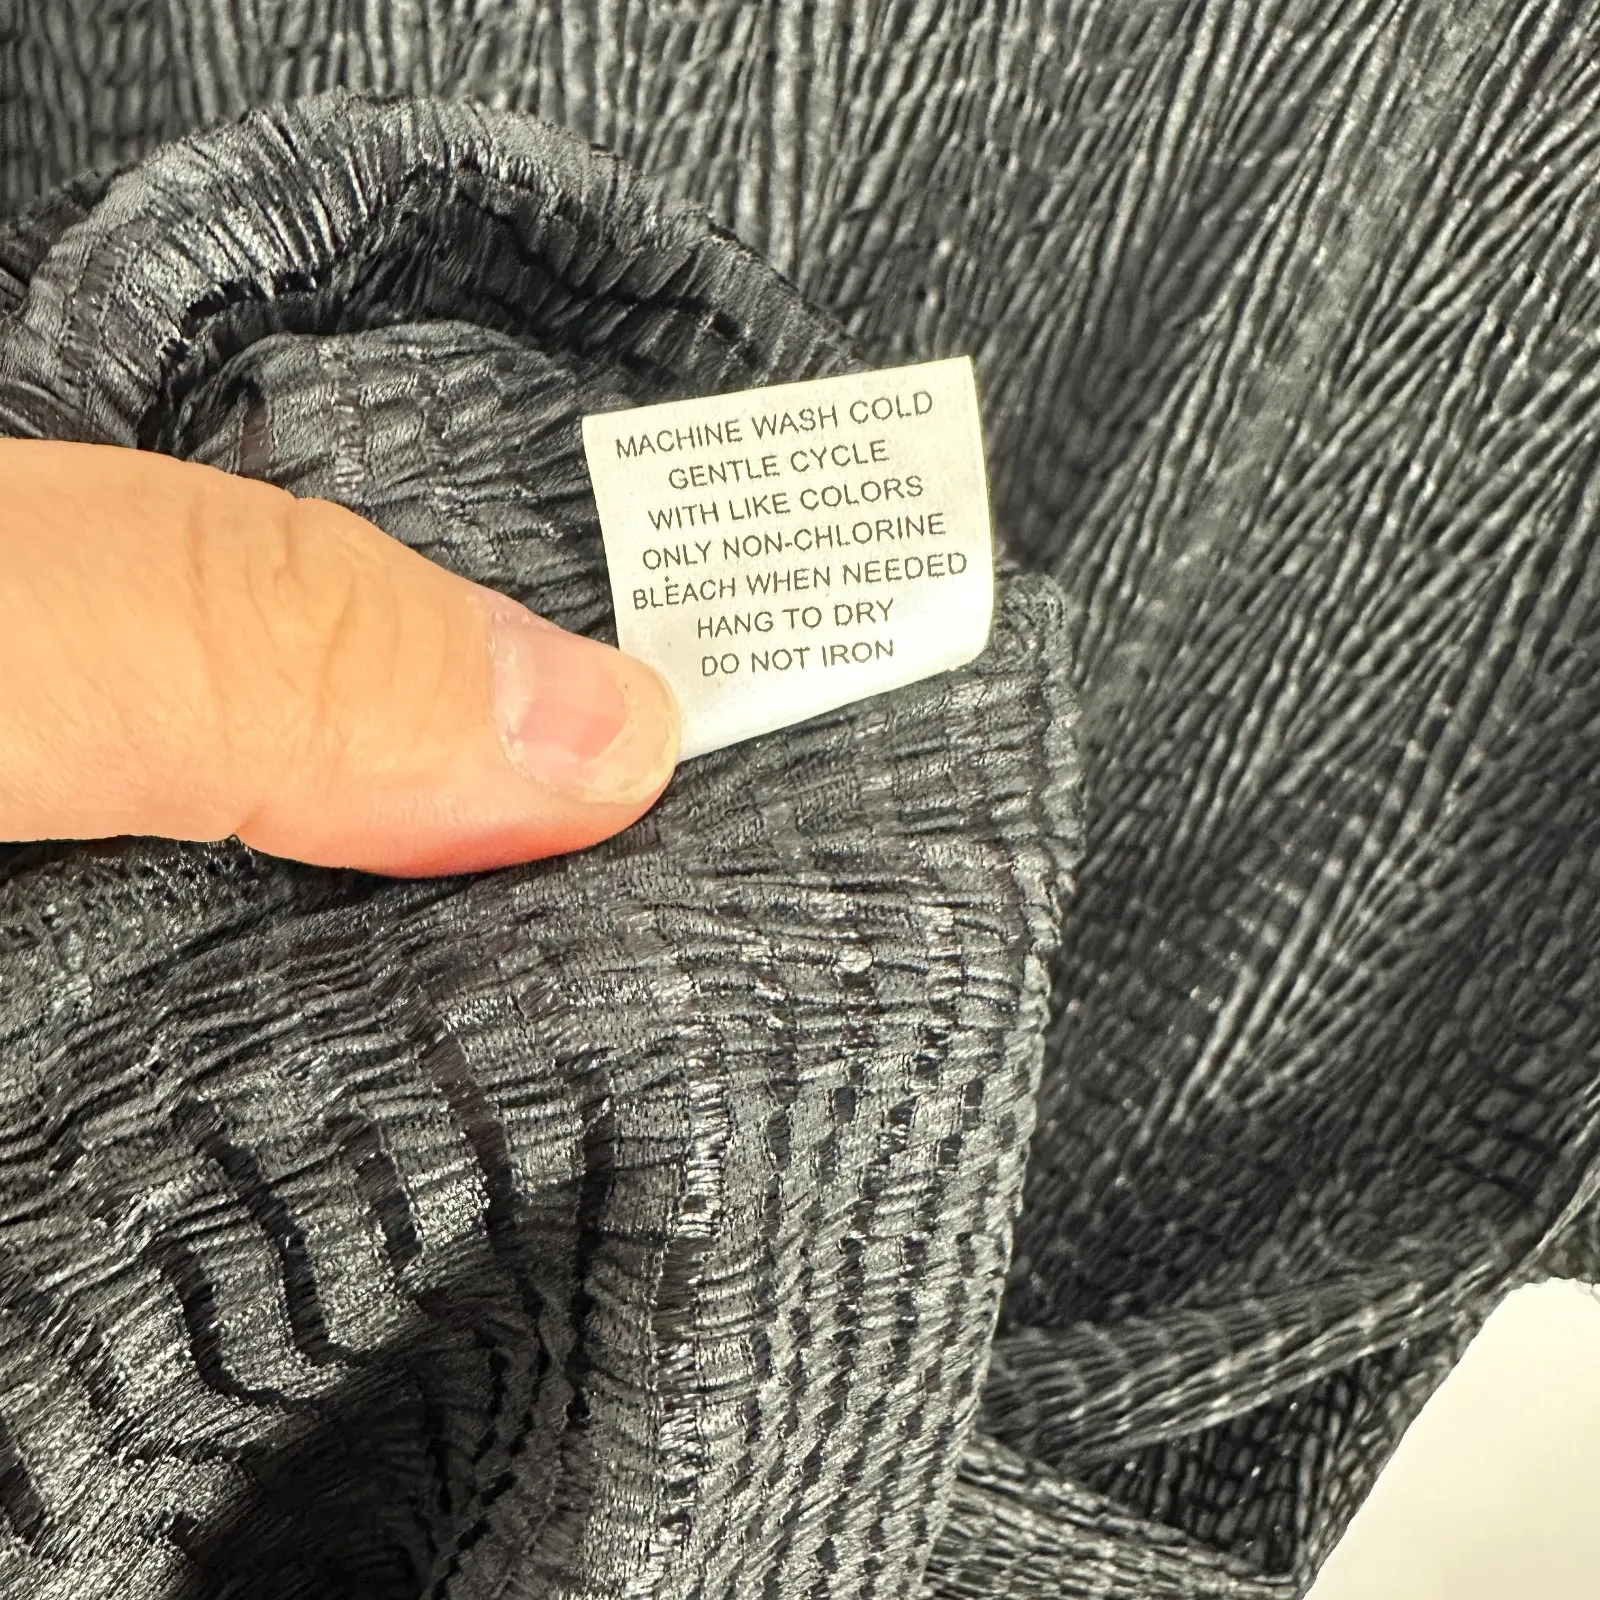 MACHINE WASH COLD
GENTLE CYCLE
WITH LIKE COLORS
ONLY NON-CHLORINE
BLEACH WHEN NEEDED
HANG TO DRY
DO NOT IRON